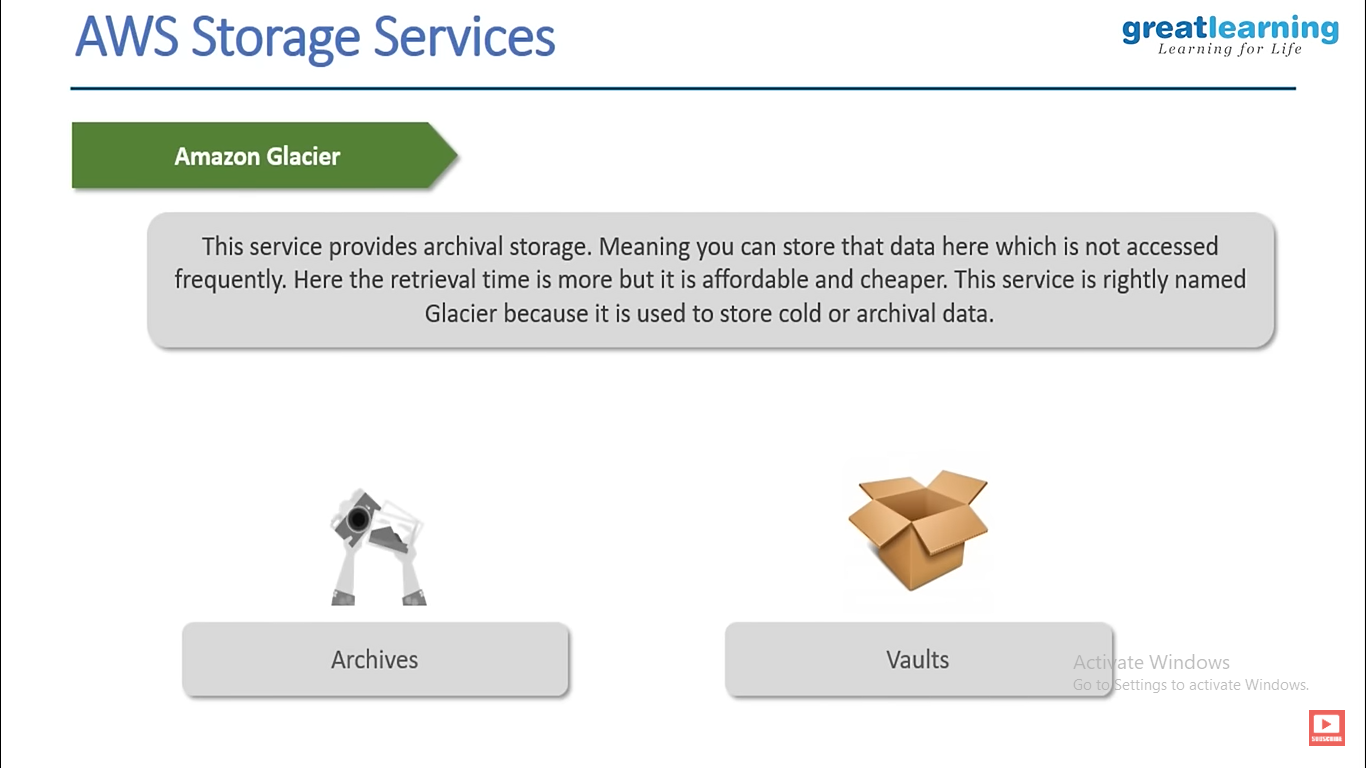 AWS Storage Services
greatlearning
Learning for Life
Amazon Glacier
This service provides archival storage. Meaning you can store that data here which is not accessed
frequently. Here the retrieval time is more but it is affordable and cheaper. This service is rightly named
Glacier because it is used to store cold or archival data.
Archives
Vaults
Activate Windows
Go to Settings to activate Windows.
SUBSCRIBE